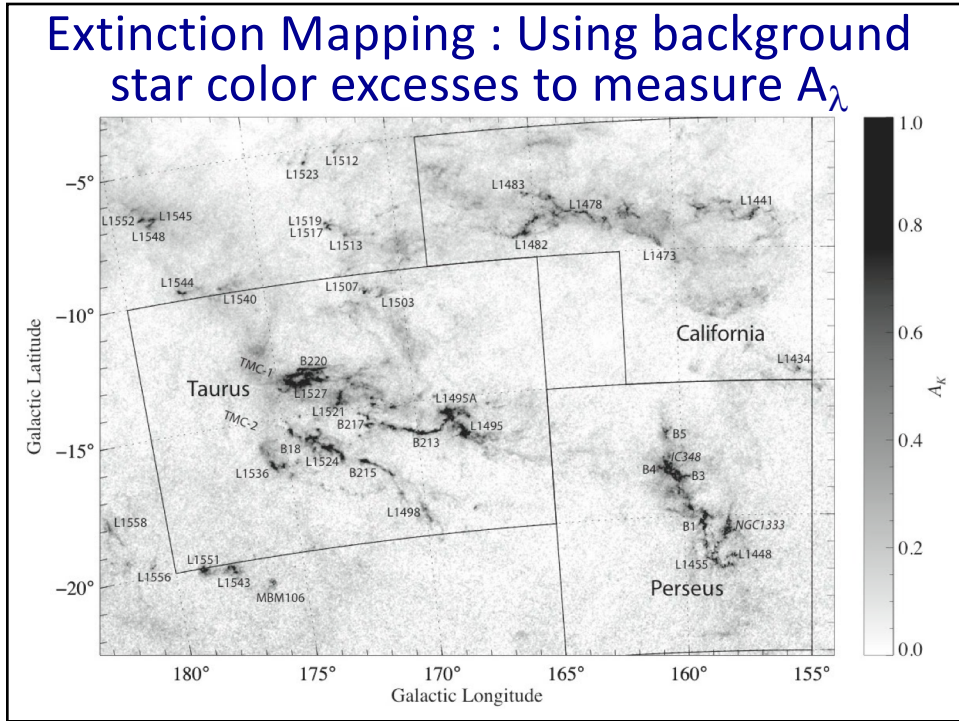 Extinction Mapping : Using background
star color excesses to measure Aλ
L1512
L1523
L1552
L1545
L1548
L1519
L1517
L1513
L1483
L1478
L1441
L1482
L1473
L1544
L1540
L1507
L1503
California
L1434
TMC-1
B220
Taurus
L1527
L1521
L1495A
TMC-2
B217
L1495
B213
B18
L1524
L1536
B215
L1498
B5
IC348
B4
B3
B1
NGC1333
L1448
L1455
Perseus
L1558
L1551
L1556
L1543
MBM106
−5°
−10°
−15°
−20°
Galactic Latitude
180°
175°
170°
165°
160°
155°
Galactic Longitude
1.0
0.8
0.6
0.4
0.2
0.0
AK